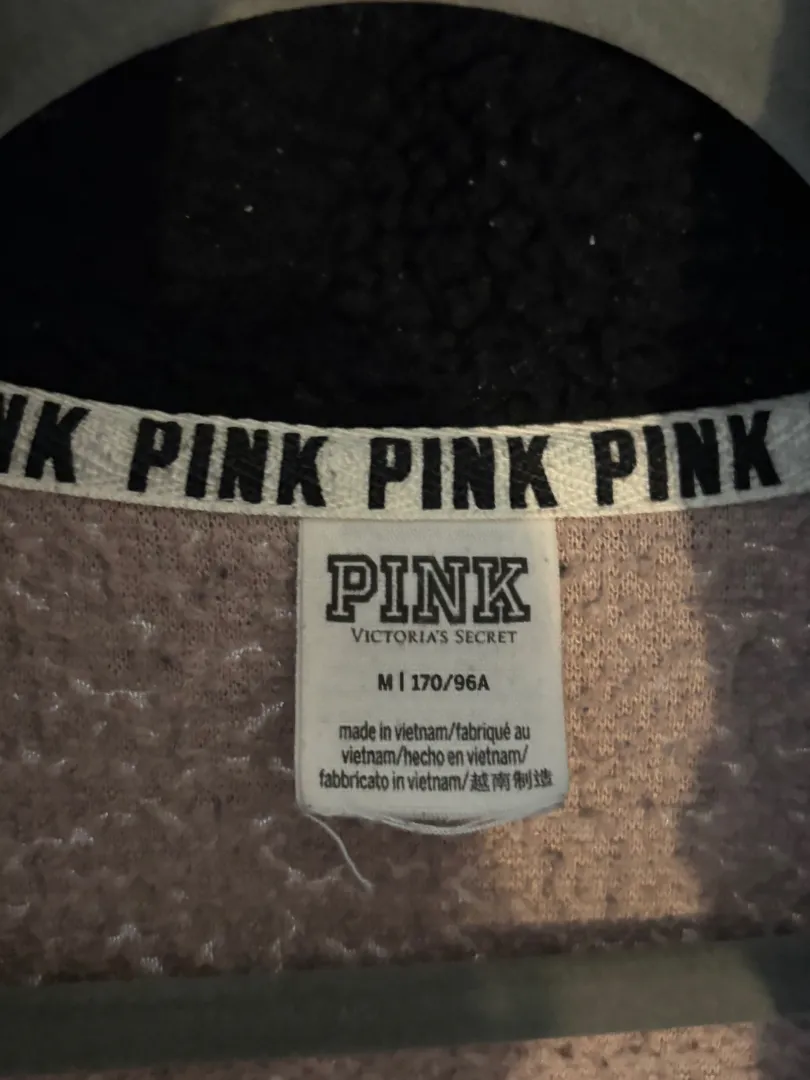 NK PINK PINK PINK
PINK
VICTORIA'S SECRET
M | 170/96A
made in vietnam/fabriqué au
vietnam/hecho en vietnam/
fabbricato in vietnam/越南制造